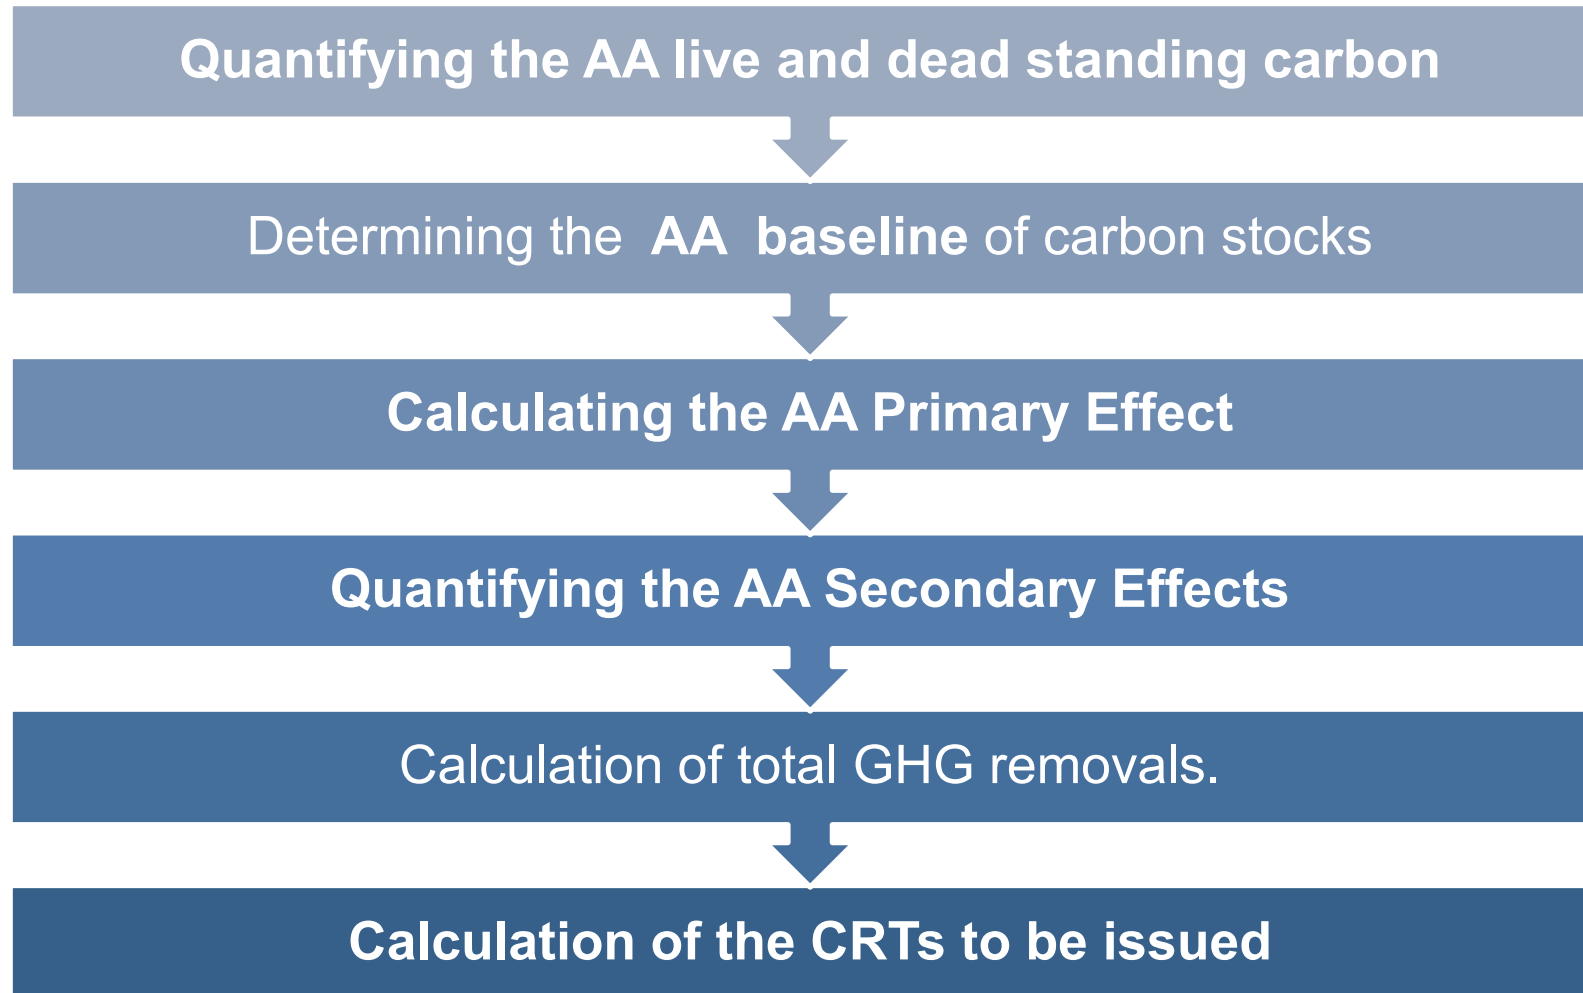 Quantifying the AA live and dead standing carbon
Determining the AA baseline of carbon stocks
Calculating the AA Primary Effect
Quantifying the AA Secondary Effects
Calculation of total GHG removals.
Calculation of the CRTs to be issued